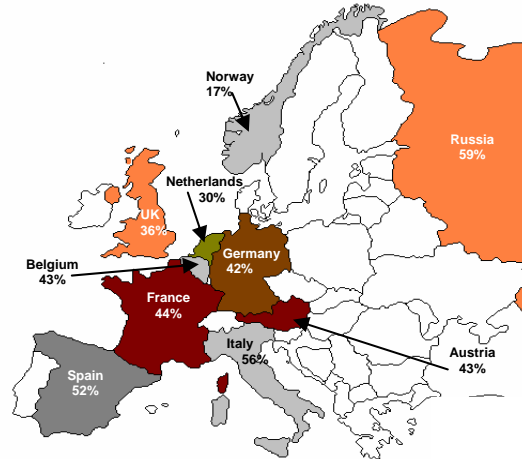 Norway
17%
Russia
59%
Netherlands
30%
UK
36%
Germany
42%
Belgium
43%
France
44%
Italy
56%
Austria
43%
Spain
52%